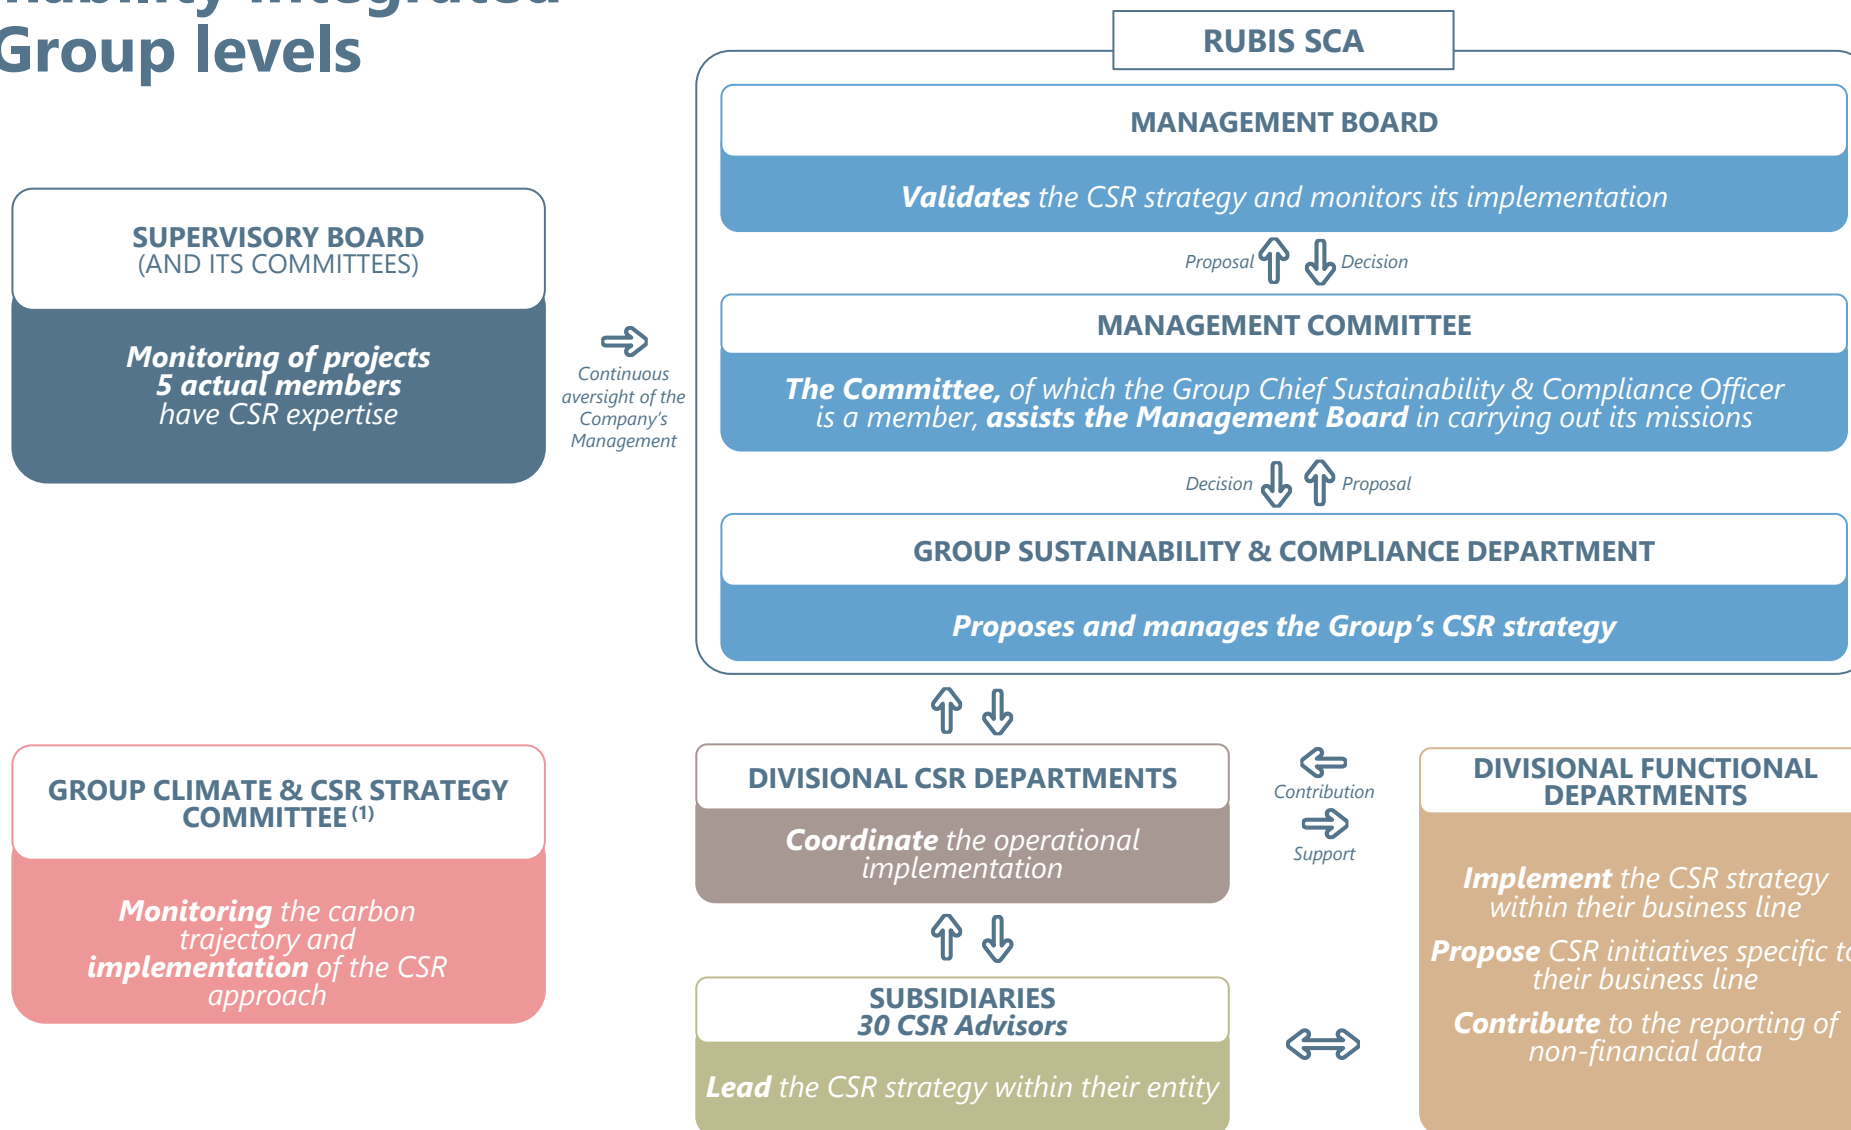 nability integrated
Group levels
RUBIS SCA
MANAGEMENT BOARD
Validates the CSR strategy and monitors its implementation
Proposal
Decision
SUPERVISORY BOARD
(AND ITS COMMITTEES)
Monitoring of projects
5 actual members
have CSR expertise
Continuous
aversight of the
Company's
Management
MANAGEMENT COMMITTEE
The Committee, of which the Group Chief Sustainability & Compliance Officer
is a member, assists the Management Board in carrying out its missions
Decision
Proposal
GROUP SUSTAINABILITY & COMPLIANCE DEPARTMENT
Proposes and manages the Group's CSR strategy
GROUP CLIMATE & CSR STRATEGY
COMMITTEE (1)
Monitoring the carbon
trajectory and
implementation of the CSR
approach
DIVISIONAL CSR DEPARTMENTS
Coordinate the operational
implementation
Contribution
Support
DIVISIONAL FUNCTIONAL
DEPARTMENTS
Implement the CSR strategy
within their business line
Propose CSR initiatives specific to
their business line
Contribute to the reporting of
non-financial data
SUBSIDIARIES
30 CSR Advisors
Lead the CSR strategy within their entity